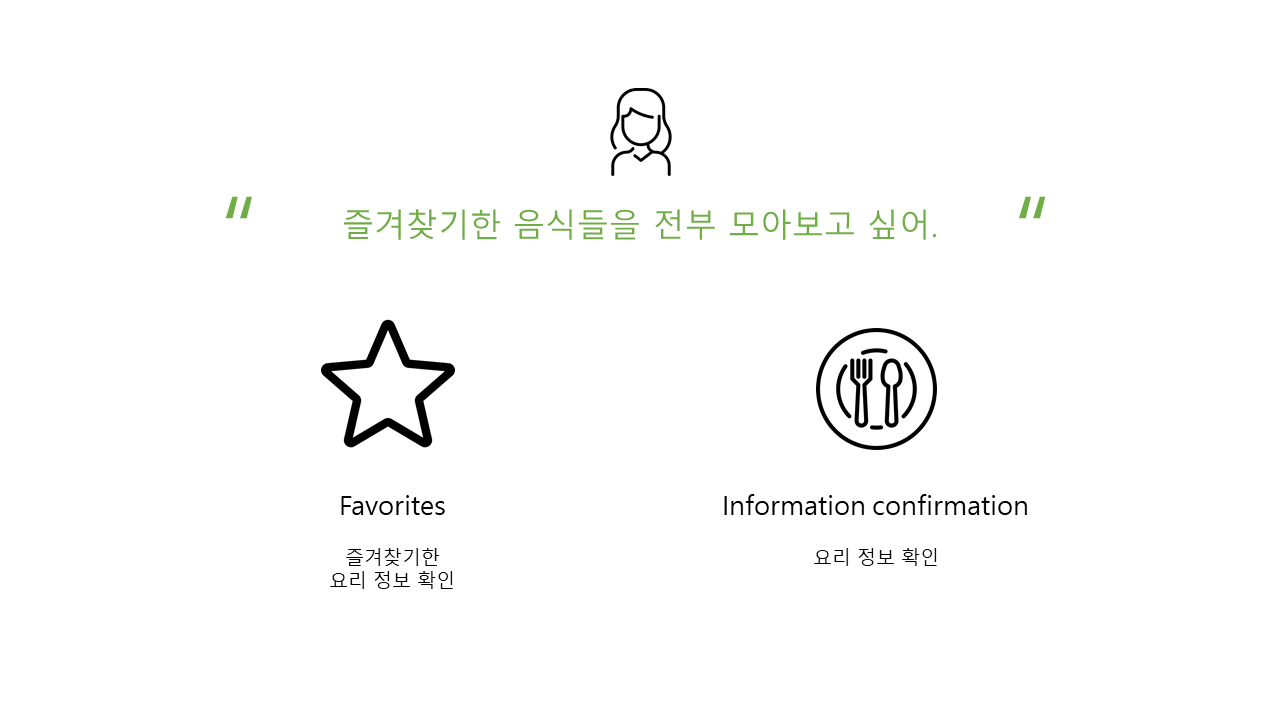 " 즐겨찾기한 음식들을 전부 모아보고 싶어. "
Favorites
즐겨찾기한
요리 정보 확인
Information confirmation
요리 정보 확인